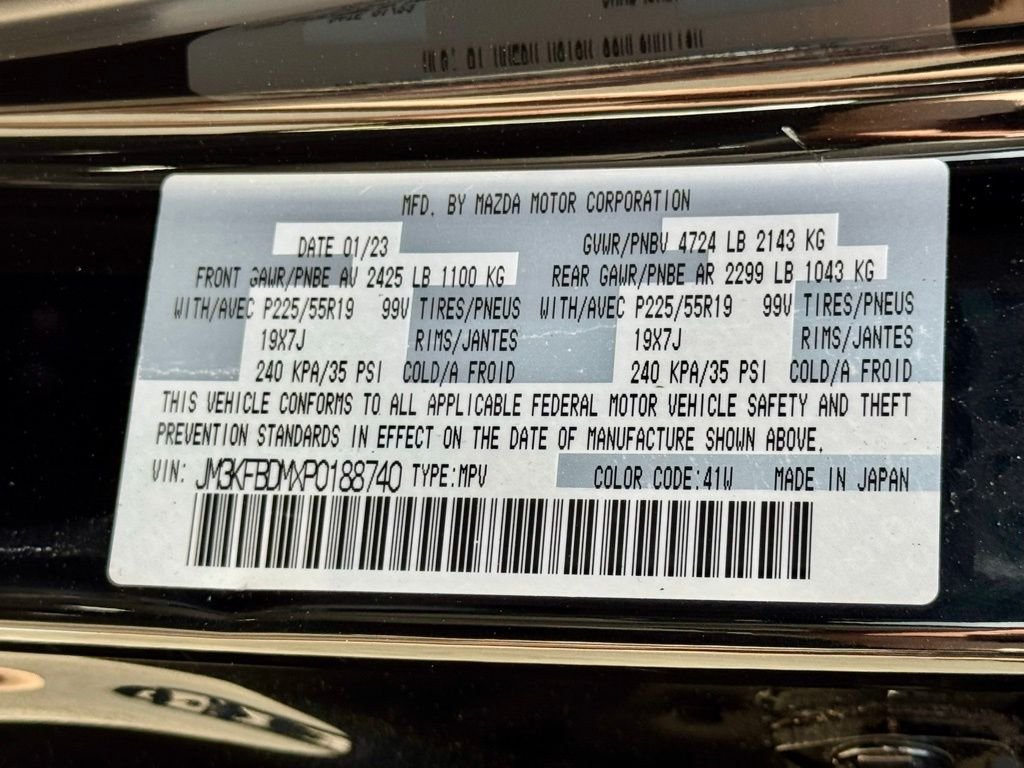 MFD. BY MAZDA MOTOR CORPORATION
DATE 01/23 GVWR/PNBV 4724 LB 2143 KG
FRONT GAWR/PNBE AV 2425 LB 1100 KG REAR GAWR/PNBE AR 2299 LB 1043 KG
WITH/AVEC P225/55R19 99V TIRES/PNEUS WITH/AVEC P225/55R19 99V TIRES/PNEUS
19X7J RIMS/JANTES 19X7J RIMS/JANTES
240 KPA/35 PSI COLD/A FROID 240 KPA/35 PSI COLD/A FROID
THIS VEHICLE CONFORMS TO ALL APPLICABLE FEDERAL MOTOR VEHICLE SAFETY AND THEFT
PREVENTION STANDARDS IN EFFECT ON THE DATE OF MANUFACTURE SHOWN ABOVE.
VIN: JM3KFBDMXP0188740 TYPE:MPV COLOR CODE:41W MADE IN JAPAN